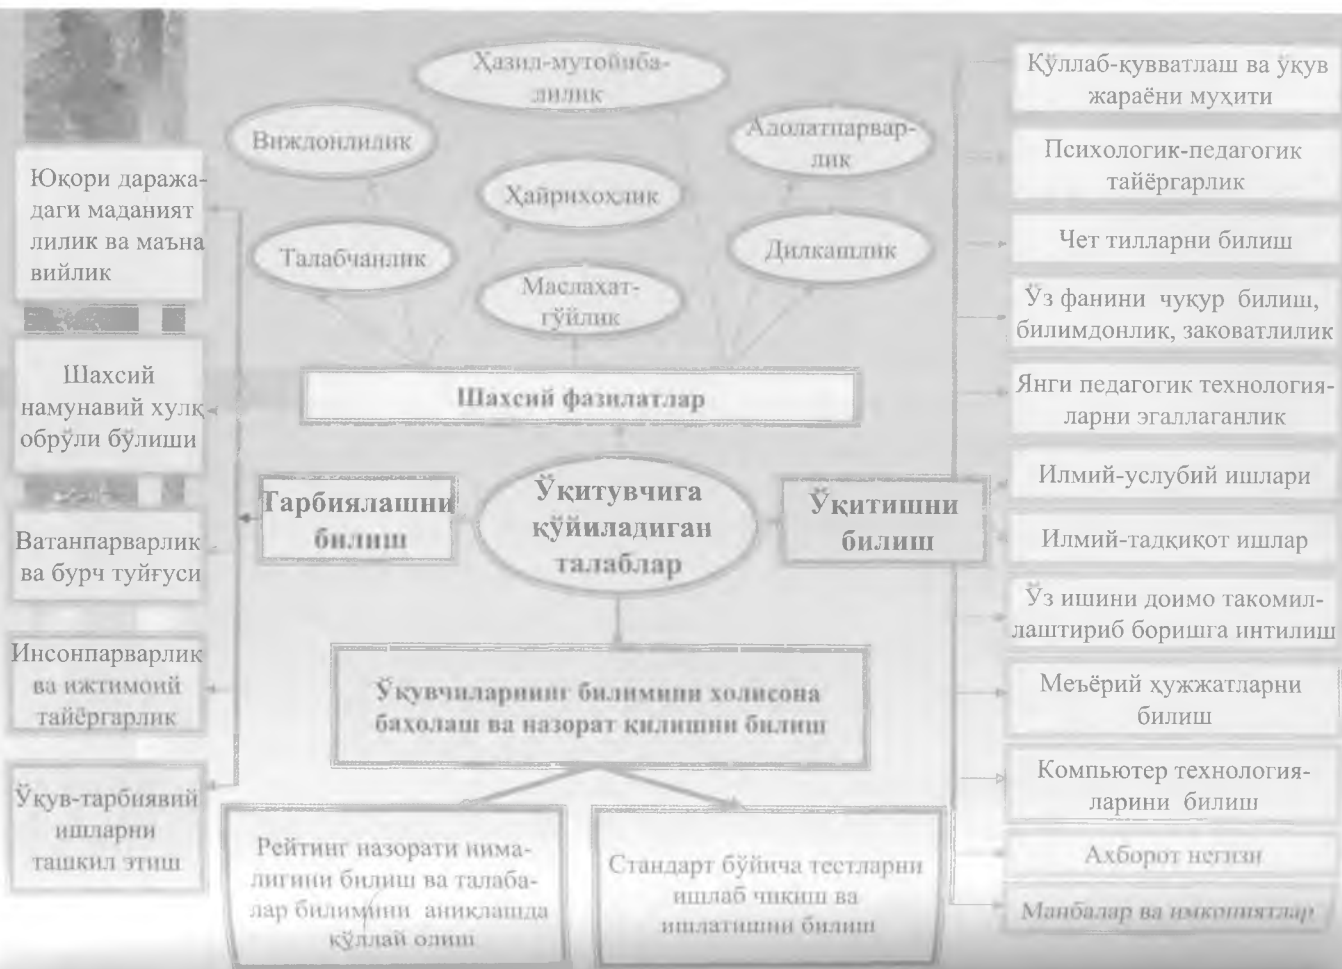 Ҳазил-мутойиба-
лилик
Виждонлилик
Адолатпарвар-
лик
Ҳайрихоҳлик
Талабчанлик
Дилкашлик
Маслаҳат-
гўйлик
Шахсий фазилатлар
Юқори даража-
даги маданият
лилик ва маъна
вийлик
Шахсий
намунавий хулқ
обрўли бўлиши
Ватанпарварлик
ва бурч туйғуси
Инсонпарварлик
ва ижтимоий
тайёргарлик
Ўқув-тарбиявий
ишларни
ташкил этиш
Тарбиялашни
билиш
Ўқитувчига
қўйиладиган
талаблар
Ўқитишни
билиш
Ўқувчиларнинг билимини холисона
баҳолаш ва назорат қилишни билиш
Рейтинг назорати нима-
лигини билиш ва талаба-
лар билимини аниқлашда
қўллай олиш
Стандарт бўйича тестларни
ишлаб чиқиш ва
ишлатишни билиш
Қўллаб-қувватлаш ва ўқув
жараёни муҳити
Психологик-педагогик
тайёргарлик
Чет тилларни билиш
Ўз фанини чуқур билиш,
билимдонлик, заковатлилик
Янги педагогик технология-
ларни эгаллаганлик
Илмий-услубий ишлари
Илмий-тадқиқот ишлар
Ўз ишини доимо такомил-
лаштириб боришга интилиш
Меъёрий ҳужжатларни
билиш
Компьютер технология-
ларини билиш
Ахборот негизи
Манбалар ва имкониятлар